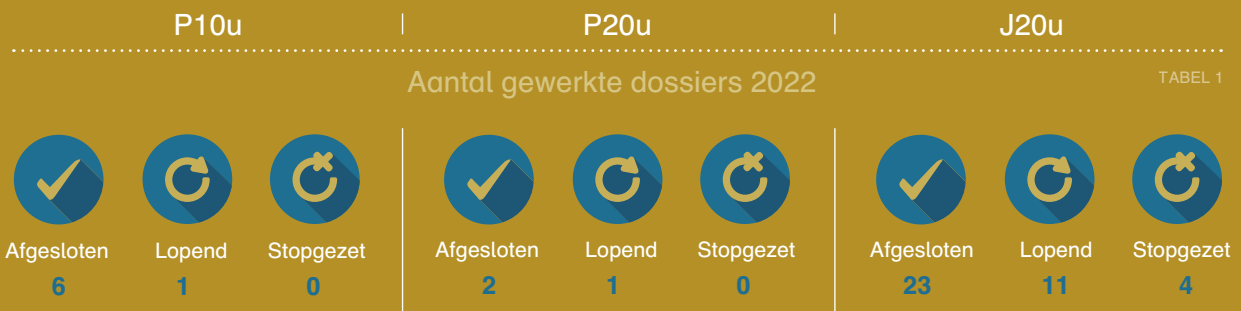 P10u | P20u | J20u
Aantal gewerkte dossiers 2022
TABEL 1
Afgesloten Lopend Stopgezet Afgesloten Lopend Stopgezet Afgesloten Lopend Stopgezet
6 1 0 2 1 0 23 11 4